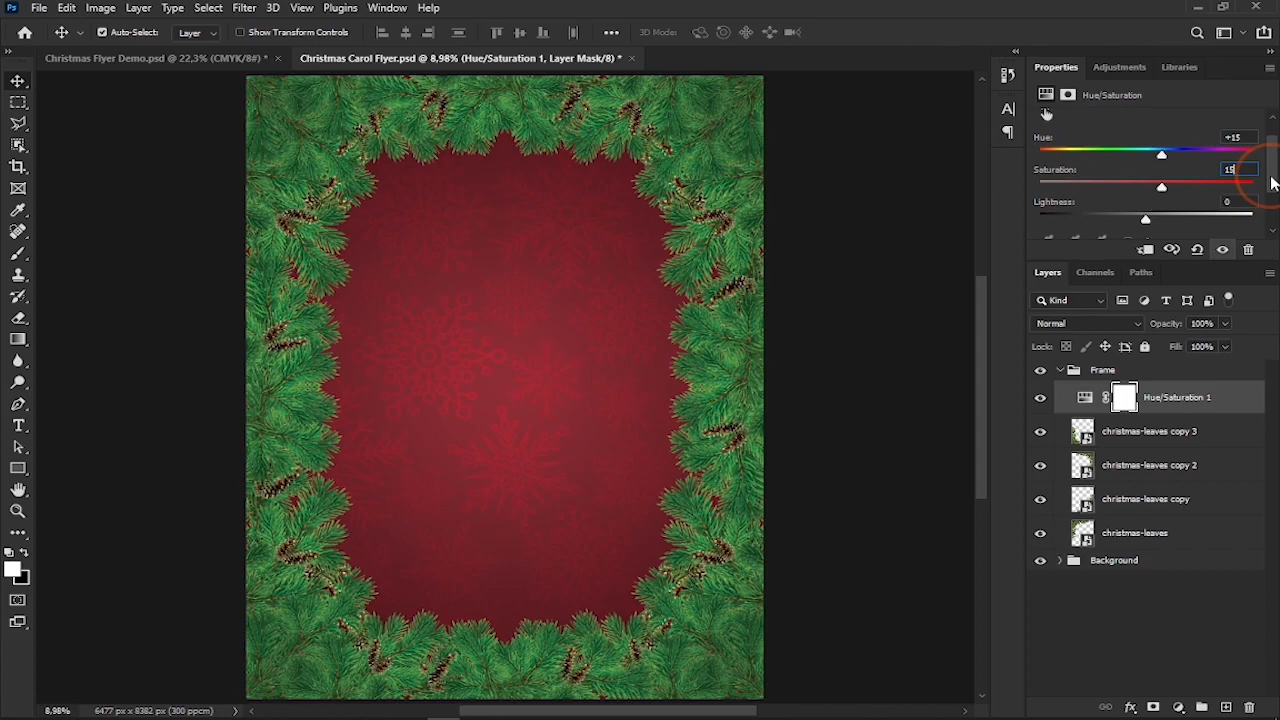 Ps File Edit Image Layer Type Select Filter 3D View Plugins Window Help
Auto-Select: Layer Show Transform Controls 3D Mode:
Christmas Flyer Demo.psd @ 22,3% (CMYK/8#) * × Christmas Carol Flyer.psd @ 8,98% (Hue/Saturation 1, Layer Mask/8) * ×
Properties Adjustments Libraries
Hue/Saturation
Hue: +15
Saturation: 15
Lightness: 0
Layers Channels Paths
Kind
Normal Opacity: 100%
Lock: Fill: 100%
Frame
Hue/Saturation 1
christmas-leaves copy 3
christmas-leaves copy 2
christmas-leaves copy
christmas-leaves
Background
8,98% 6477 px x 8382 px (300 ppcm)